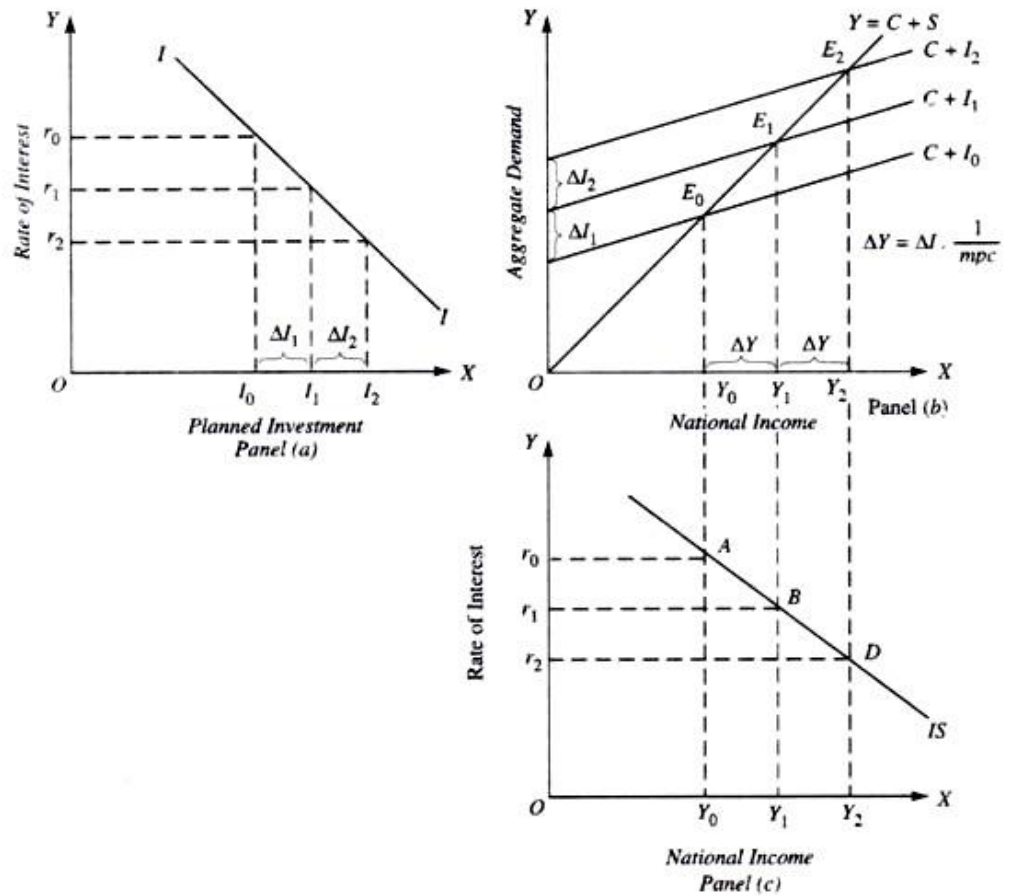 Y
I
r₀
r₁
r₂
Rate of Interest
ΔI₁ ΔI₂
I
O
I₀ I₁ I₂
X
Planned Investment
Panel (a)
Y
Y = C + S
E₂
C + I₂
E₁
C + I₁
E₀
C + I₀
ΔI₂
ΔI₁
Aggregate Demand
ΔY = ΔI . 1/mpc
ΔY ΔY
O
Y₀ Y₁ Y₂
X
Panel (b)
National Income
Y
r₀
A
r₁
B
r₂
D
Rate of Interest
IS
O
Y₀ Y₁ Y₂
X
National Income
Panel (c)